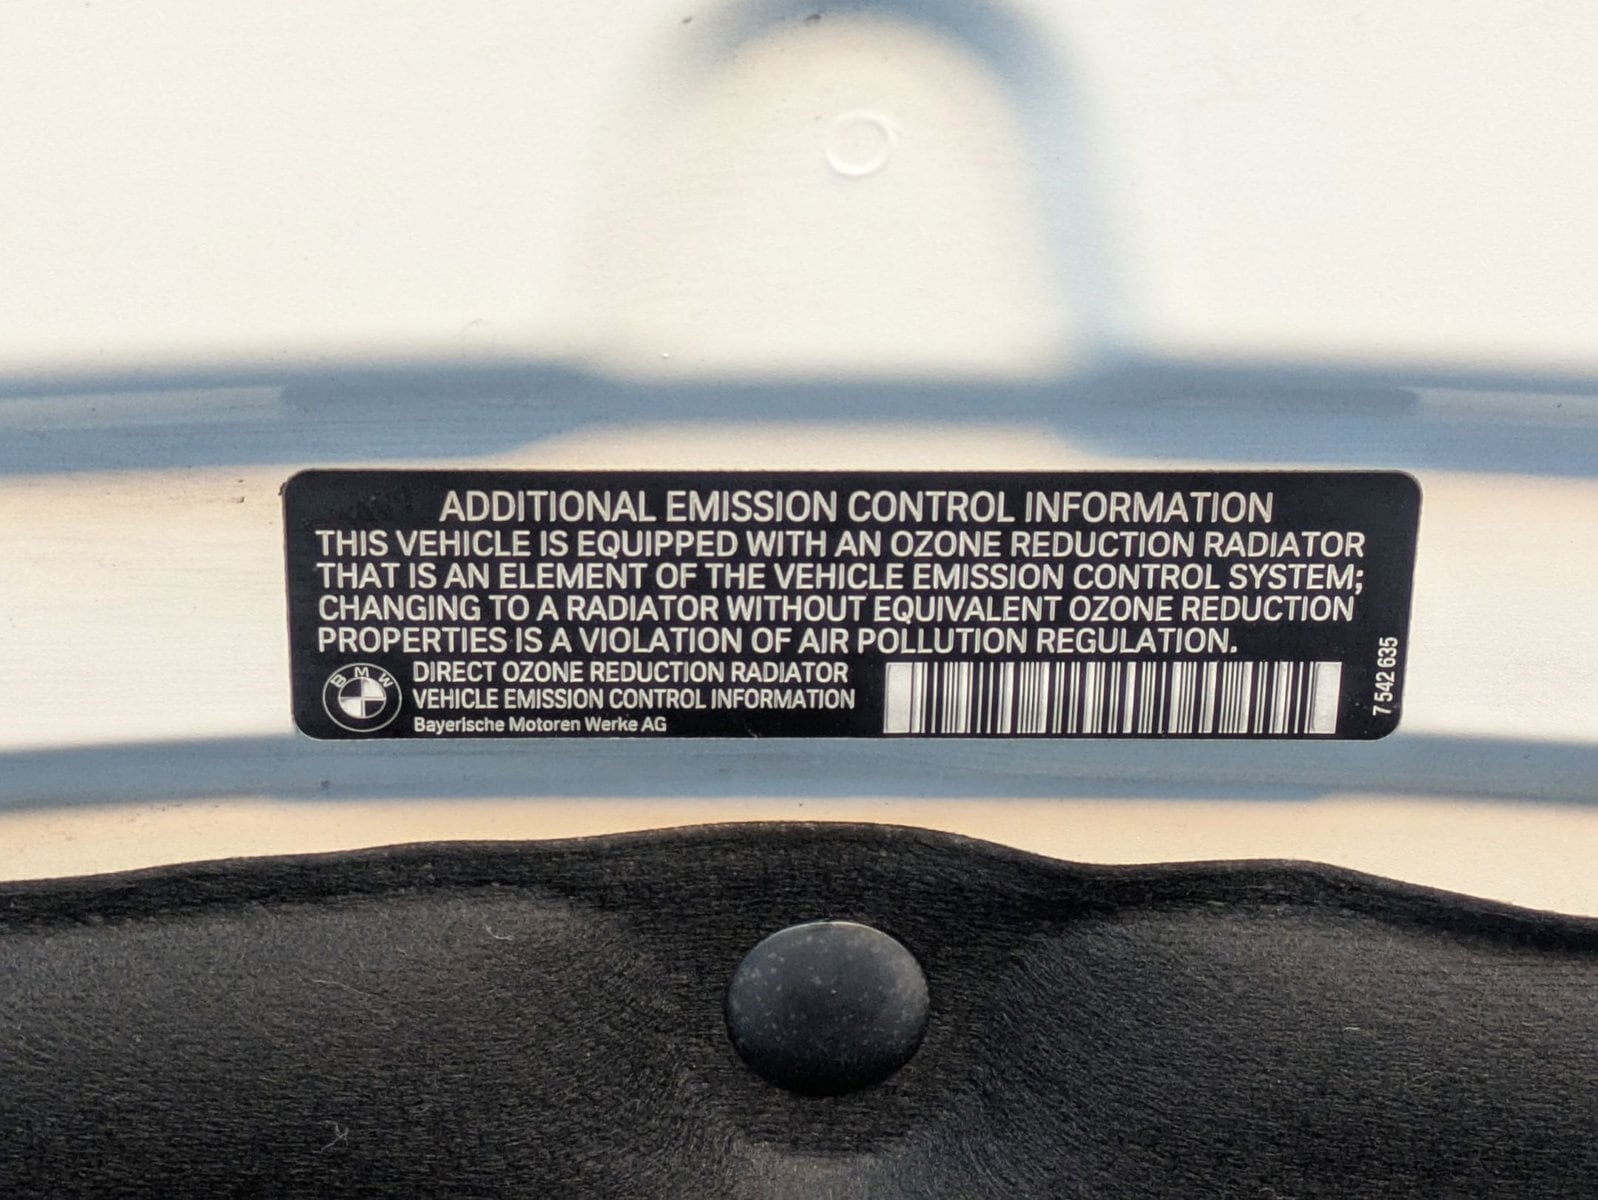 ADDITIONAL EMISSION CONTROL INFORMATION
THIS VEHICLE IS EQUIPPED WITH AN OZONE REDUCTION RADIATOR
THAT IS AN ELEMENT OF THE VEHICLE EMISSION CONTROL SYSTEM;
CHANGING TO A RADIATOR WITHOUT EQUIVALENT OZONE REDUCTION
PROPERTIES IS A VIOLATION OF AIR POLLUTION REGULATION.
BMW
DIRECT OZONE REDUCTION RADIATOR
VEHICLE EMISSION CONTROL INFORMATION
Bayerische Motoren Werke AG
7 542 635